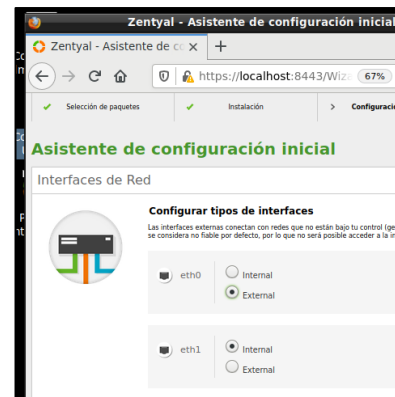 Zentyal - Asistente de configuración inicial
Zentyal - Asistente de co
https://localhost:8443/Wiz
67%
Selección de paquetes
Instalación
Configuraci
Asistente de configuración inicial
Interfaces de Red
Configurar tipos de interfaces
Las interfaces externas conectan con redes que no están bajo tu control (ge
se considera no fiable por defecto, por lo que no será posible acceder a la in
eth0
Internal
External
eth1
Internal
External